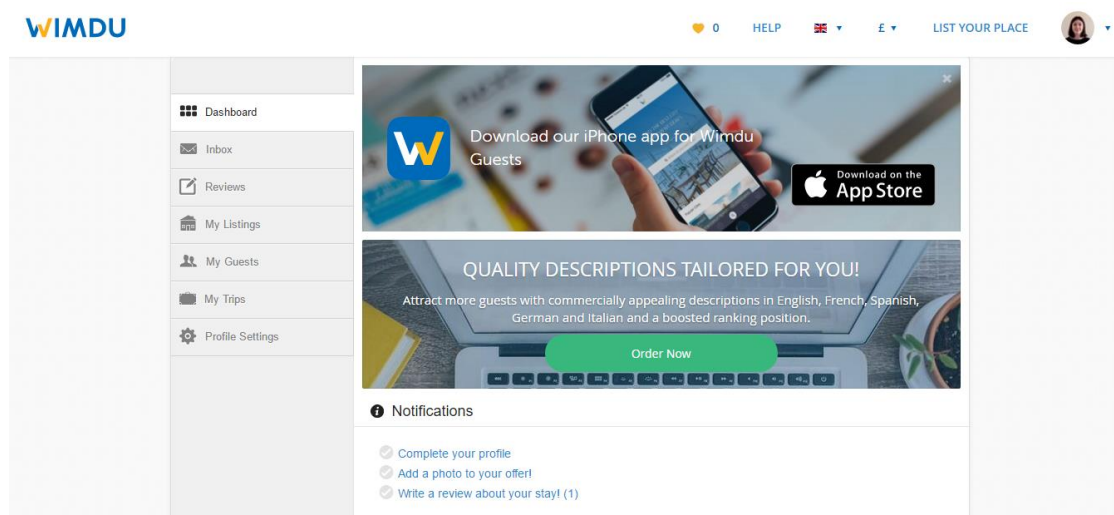 WIMDU
0 HELP £ LIST YOUR PLACE
Dashboard
Inbox
Reviews
My Listings
My Guests
My Trips
Profile Settings
W
Download our iPhone app for Wimdu
Guests
Download on the
App Store
QUALITY DESCRIPTIONS TAILORED FOR YOU!
Attract more guests with commercially appealing descriptions in English, French, Spanish,
German and Italian and a boosted ranking position.
Order Now
Notifications
Complete your profile
Add a photo to your offer!
Write a review about your stay! (1)